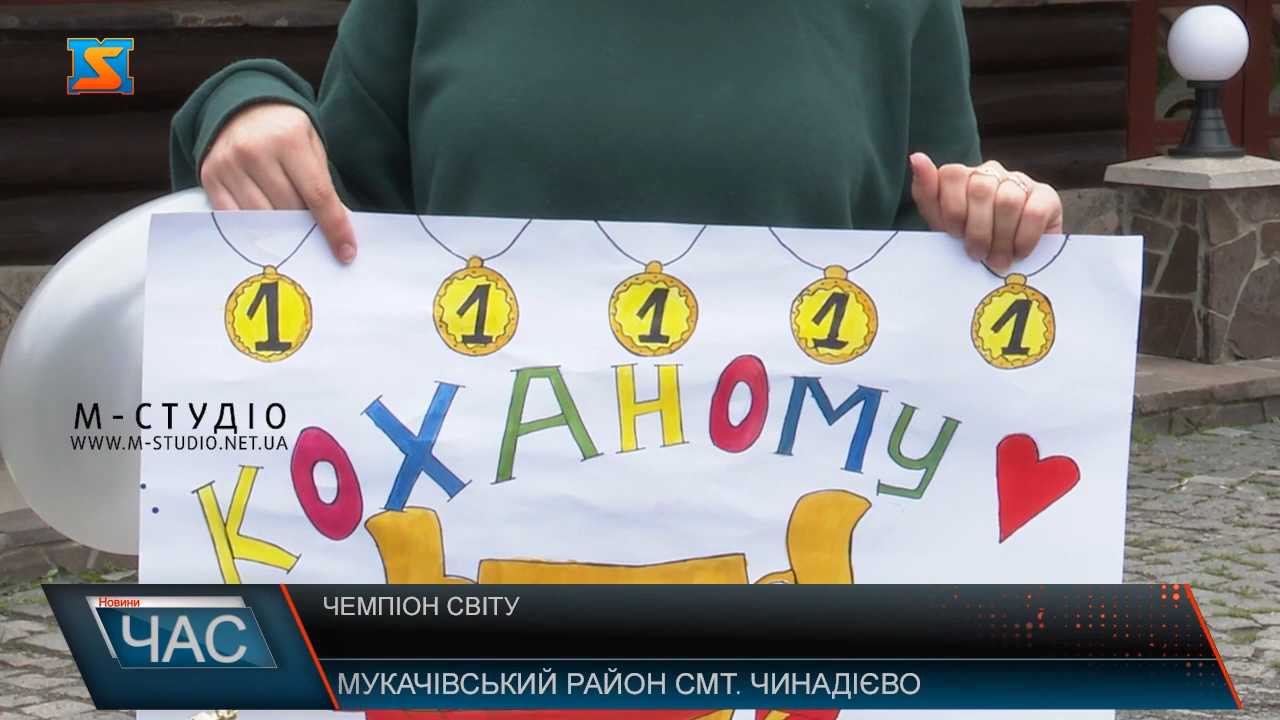 1 1 1 1 1
КОХАНОМУ
М-СТУДІО
WWW.M-STUDIO.NET.UA
Новини
ЧАС
ЧЕМПІОН СВІТУ
МУКАЧІВСЬКИЙ РАЙОН СМТ. ЧИНАДІЄВО